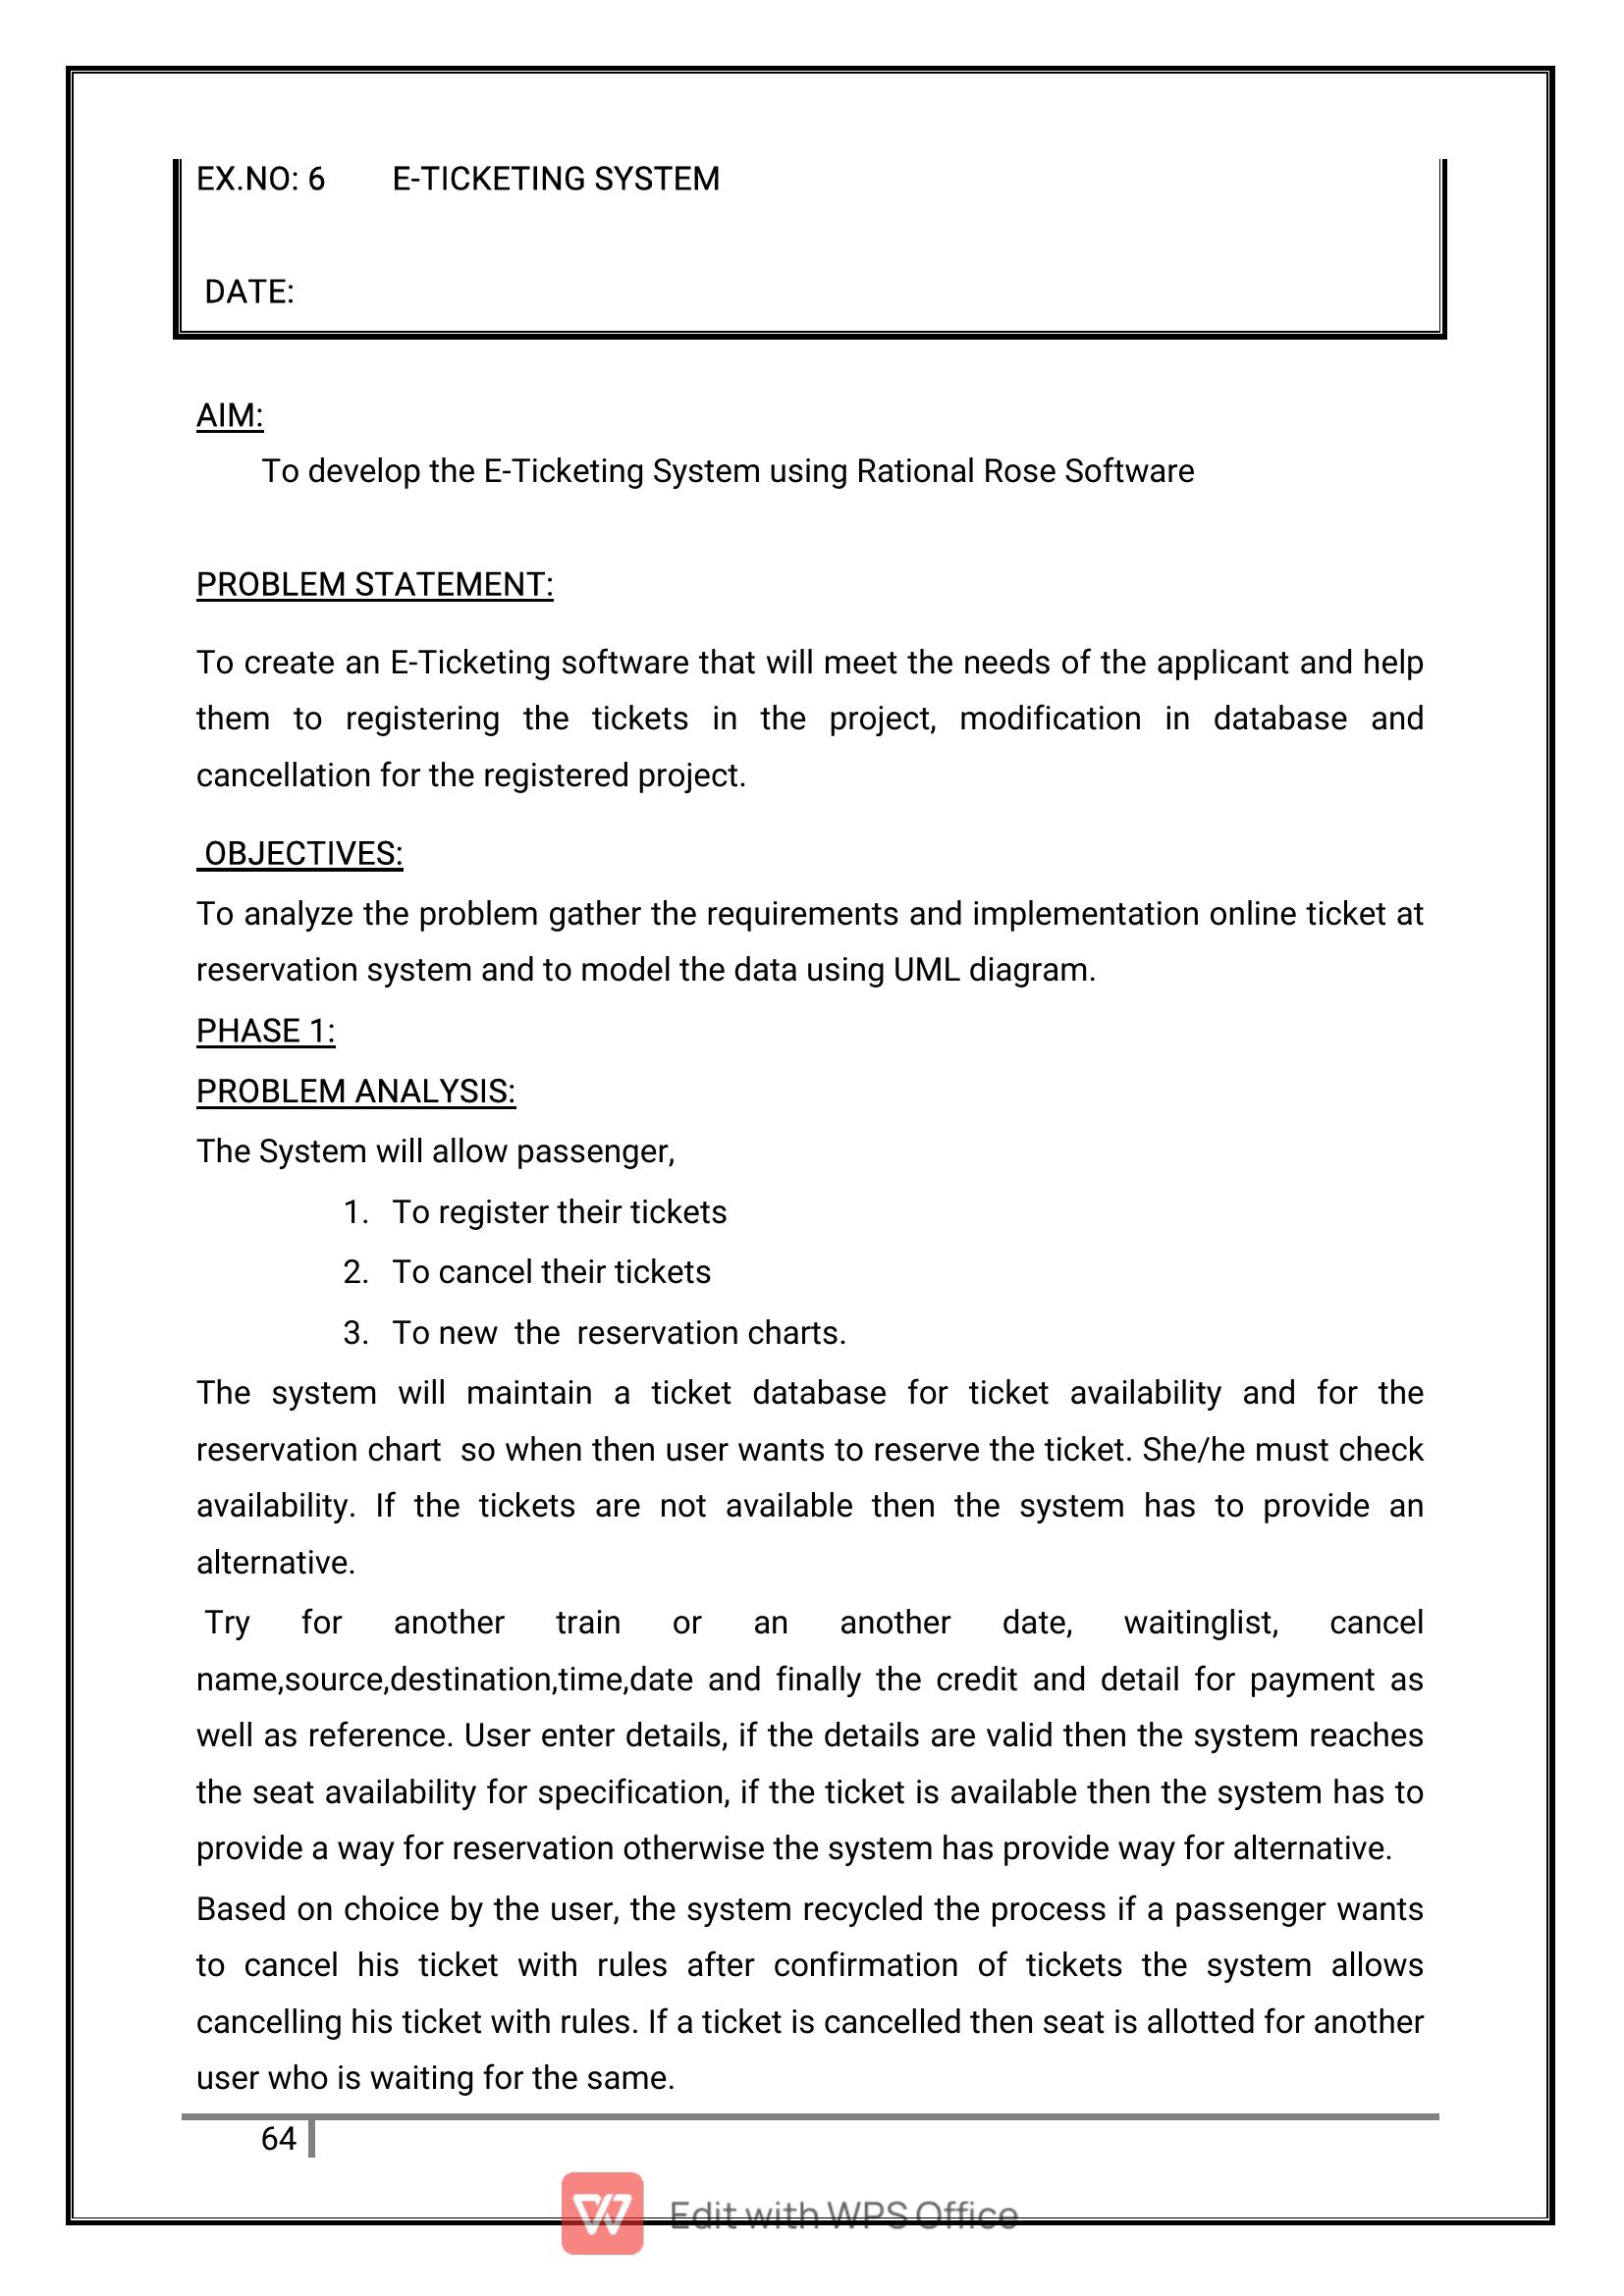 EX.NO: 6 E-TICKETING SYSTEM
DATE:
AIM:
To develop the E-Ticketing System using Rational Rose Software
PROBLEM STATEMENT:
To create an E-Ticketing software that will meet the needs of the applicant and help
them to registering the tickets in the project, modification in database and
cancellation for the registered project.
OBJECTIVES:
To analyze the problem gather the requirements and implementation online ticket at
reservation system and to model the data using UML diagram.
PHASE 1:
PROBLEM ANALYSIS:
The System will allow passenger,
1. To register their tickets
2. To cancel their tickets
3. To new the reservation charts.
The system will maintain a ticket database for ticket availability and for the
reservation chart so when then user wants to reserve the ticket. She/he must check
availability. If the tickets are not available then the system has to provide an
alternative.
Try for another train or an another date, waitinglist, cancel
name,source,destination,time,date and finally the credit and detail for payment as
well as reference. User enter details, if the details are valid then the system reaches
the seat availability for specification, if the ticket is available then the system has to
provide a way for reservation otherwise the system has provide way for alternative.
Based on choice by the user, the system recycled the process if a passenger wants
to cancel his ticket with rules after confirmation of tickets the system allows
cancelling his ticket with rules. If a ticket is cancelled then seat is allotted for another
user who is waiting for the same.
64
Edit with WPS Office